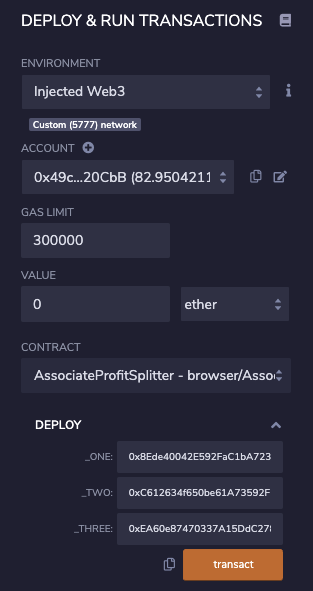 DEPLOY & RUN TRANSACTIONS
ENVIRONMENT
Injected Web3
Custom (5777) network
ACCOUNT
0x49c...20CbB (82.9504211
GAS LIMIT
300000
VALUE
0 ether
CONTRACT
AssociateProfitSplitter - browser/Asso
DEPLOY
_ONE: 0x8Ede40042E592FaC1bA723
_TWO: 0xC612634f650be61A73592F
_THREE: 0xEA60e87470337A15DdC27
transact